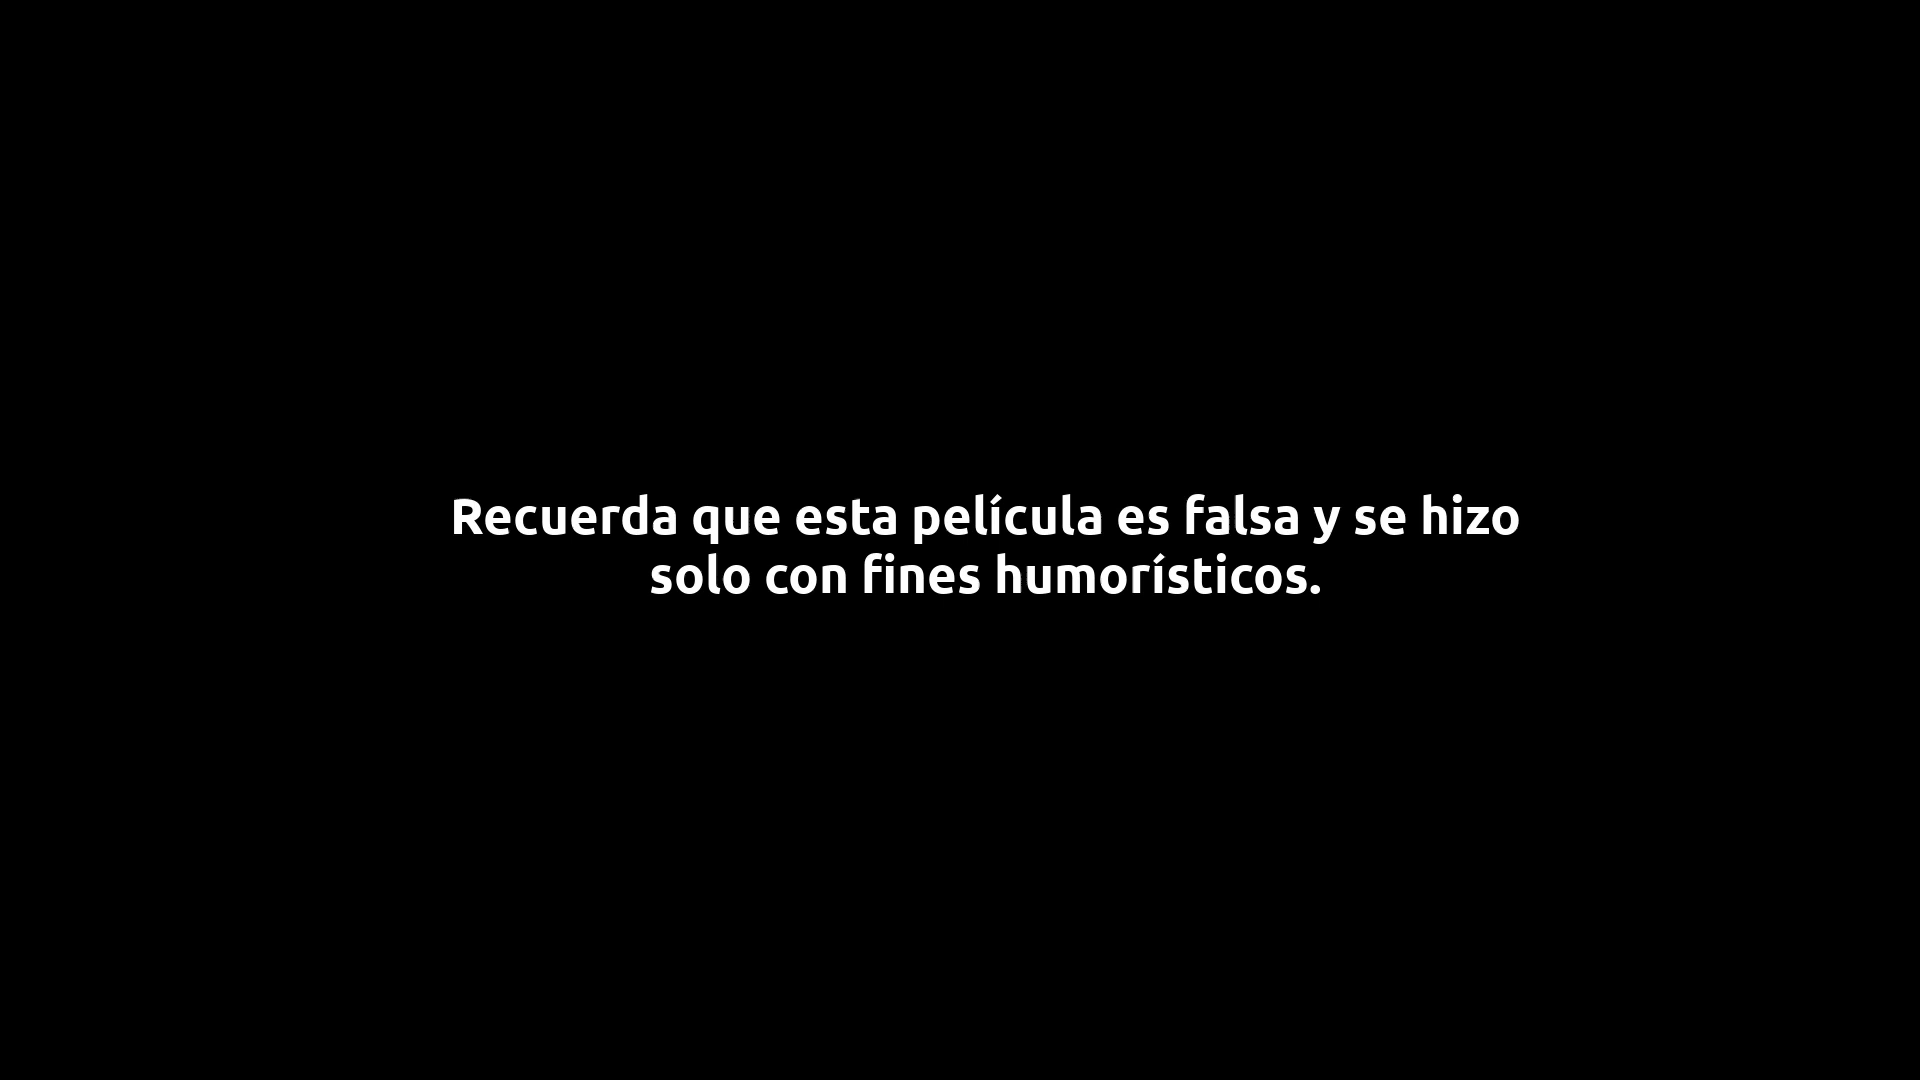 Recuerda que esta película es falsa y se hizo
solo con fines humorísticos.